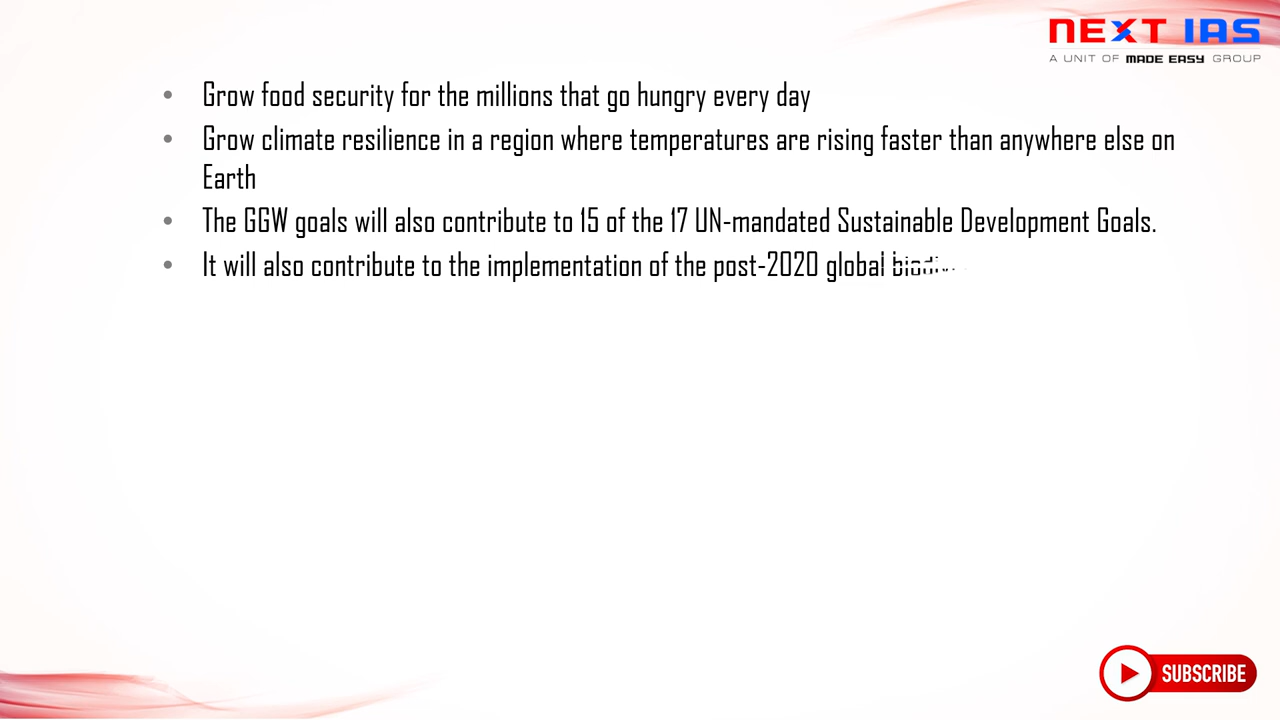 NEXT IAS
A UNIT OF MADE EASY GROUP
• Grow food security for the millions that go hungry every day
• Grow climate resilience in a region where temperatures are rising faster than anywhere else on
Earth
• The GGW goals will also contribute to 15 of the 17 UN-mandated Sustainable Development Goals.
• It will also contribute to the implementation of the post-2020 global
SUBSCRIBE